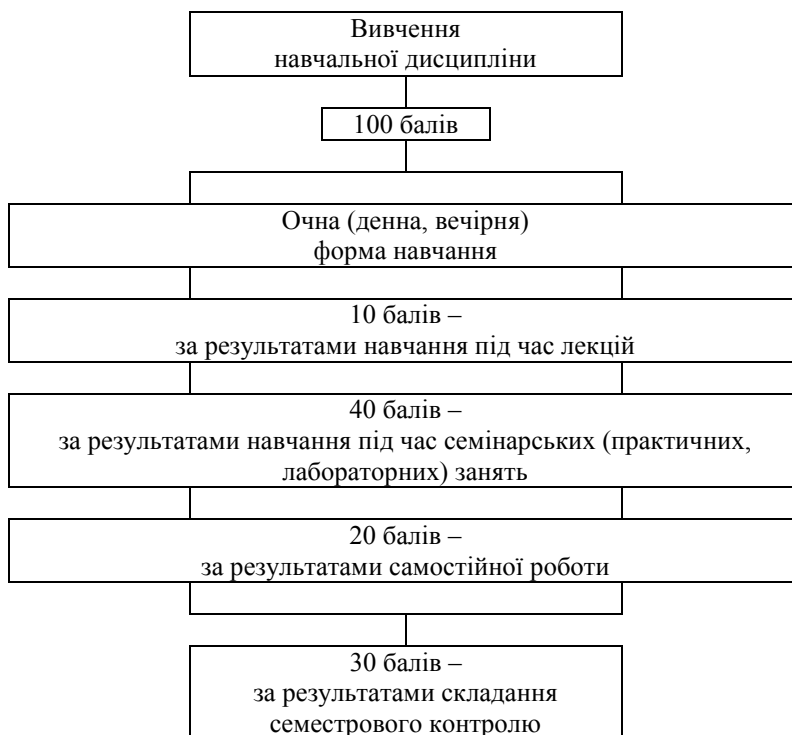 Вивчення
навчальної дисципліни
100 балів
Очна (денна, вечірня)
форма навчання
10 балів –
за результатами навчання під час лекцій
40 балів –
за результатами навчання під час семінарських (практичних,
лабораторних) занять
20 балів –
за результатами самостійної роботи
30 балів –
за результатами складання
семестрового контролю